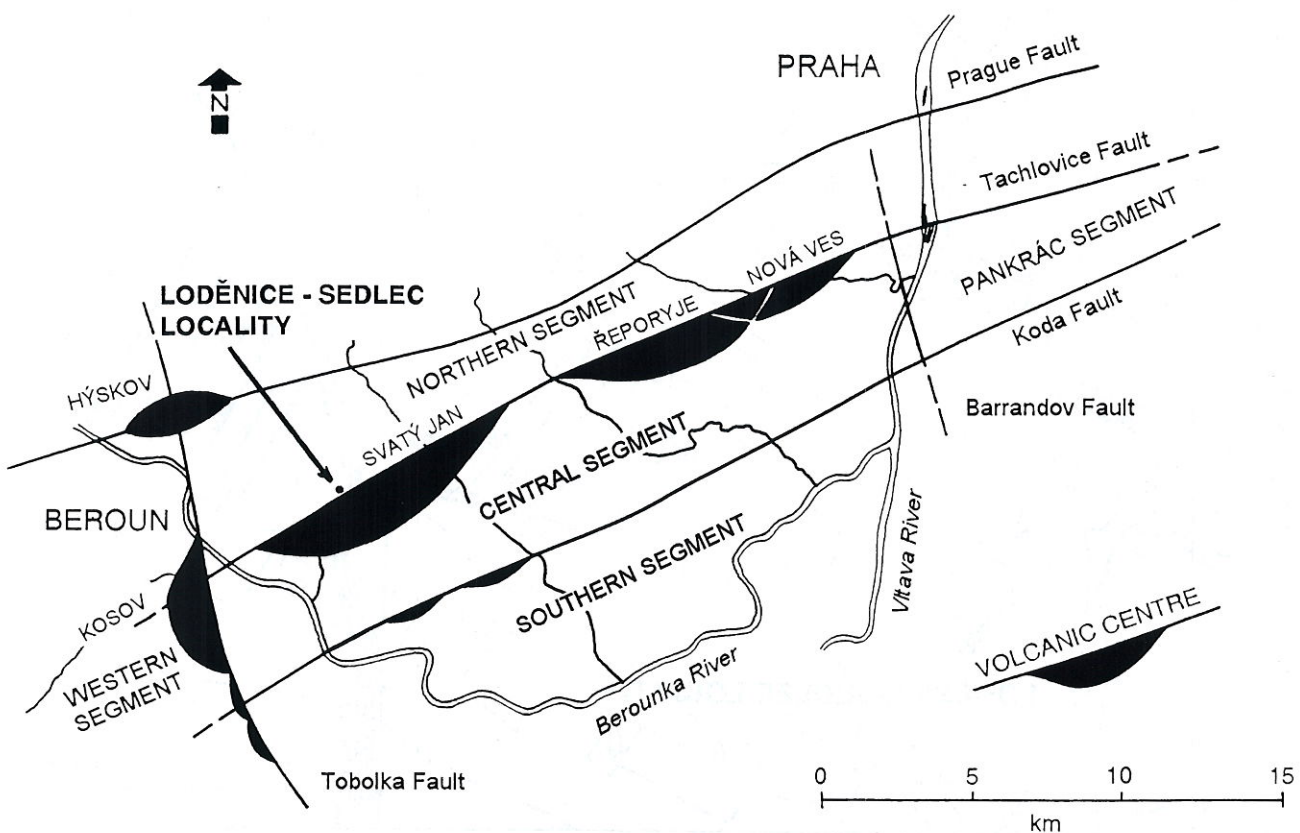 PRAHA
Prague Fault
N
Tachlovice Fault
PANKRÁC SEGMENT
NOVÁ VES
LODĚNICE - SEDLEC
LOCALITY
NORTHERN SEGMENT
ŘEPORYJE
Koda Fault
HÝSKOV
Barrandov Fault
SVATÝ JAN
CENTRAL SEGMENT
BEROUN
SOUTHERN SEGMENT
Vltava River
KOSOV
VOLCANIC CENTRE
WESTERN
SEGMENT
Berounka River
Tobolka Fault
0 5 10 15
km